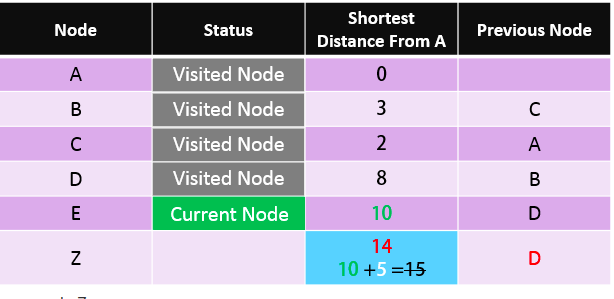 Node Status Shortest Distance From A Previous Node
A Visited Node 0
B Visited Node 3 C
C Visited Node 2 A
D Visited Node 8 B
E Current Node 10 D
Z 14 D
10 +5 =15